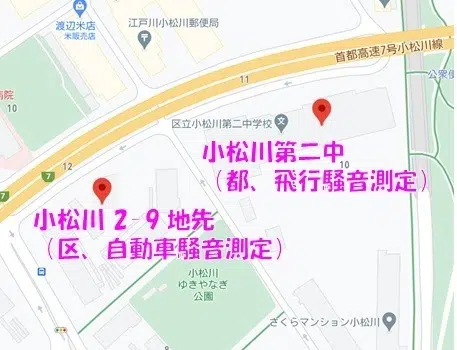 渡辺米店
米販売店
江戸川小松川郵便局
首都高速7号小松川線
公衆便
11
病院
区立小松川第二中学校
小松川第二中
（都、飛行騒音測定）
10
12
7
7
小松川 2-9 地先
（区、自動車騒音測定）
小松川
ゆきやなぎ
公園
さくらマンション小松川